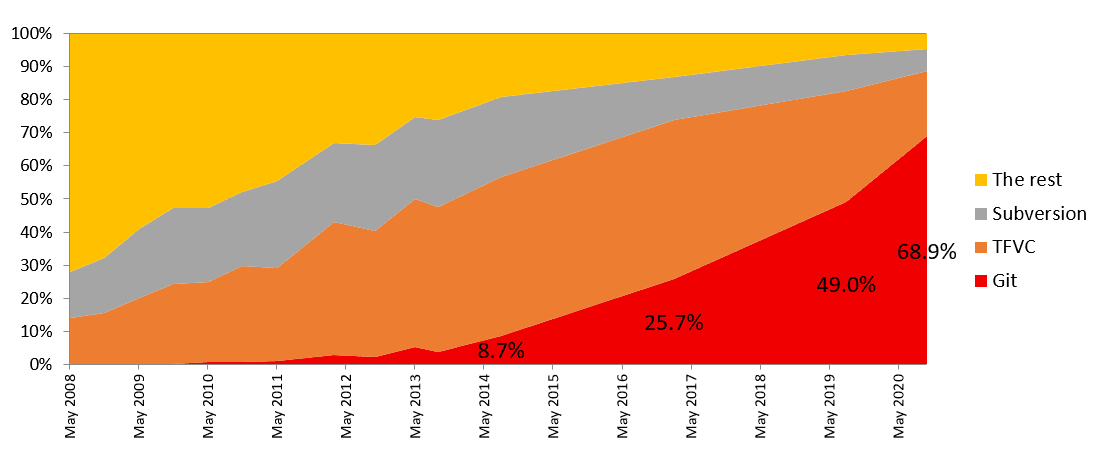 100%
90%
80%
70%
60%
50%
40%
30%
20%
10%
0%
8.7%
25.7%
49.0%
68.9%
May 2008
May 2009
May 2010
May 2011
May 2012
May 2013
May 2014
May 2015
May 2016
May 2017
May 2018
May 2019
May 2020
The rest
Subversion
TFVC
Git